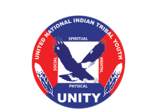 UNITED NATIONAL INDIAN TRIBAL YOUTH
SPIRITUAL
SOCIAL
MENTAL
PHYSICAL
UNITY